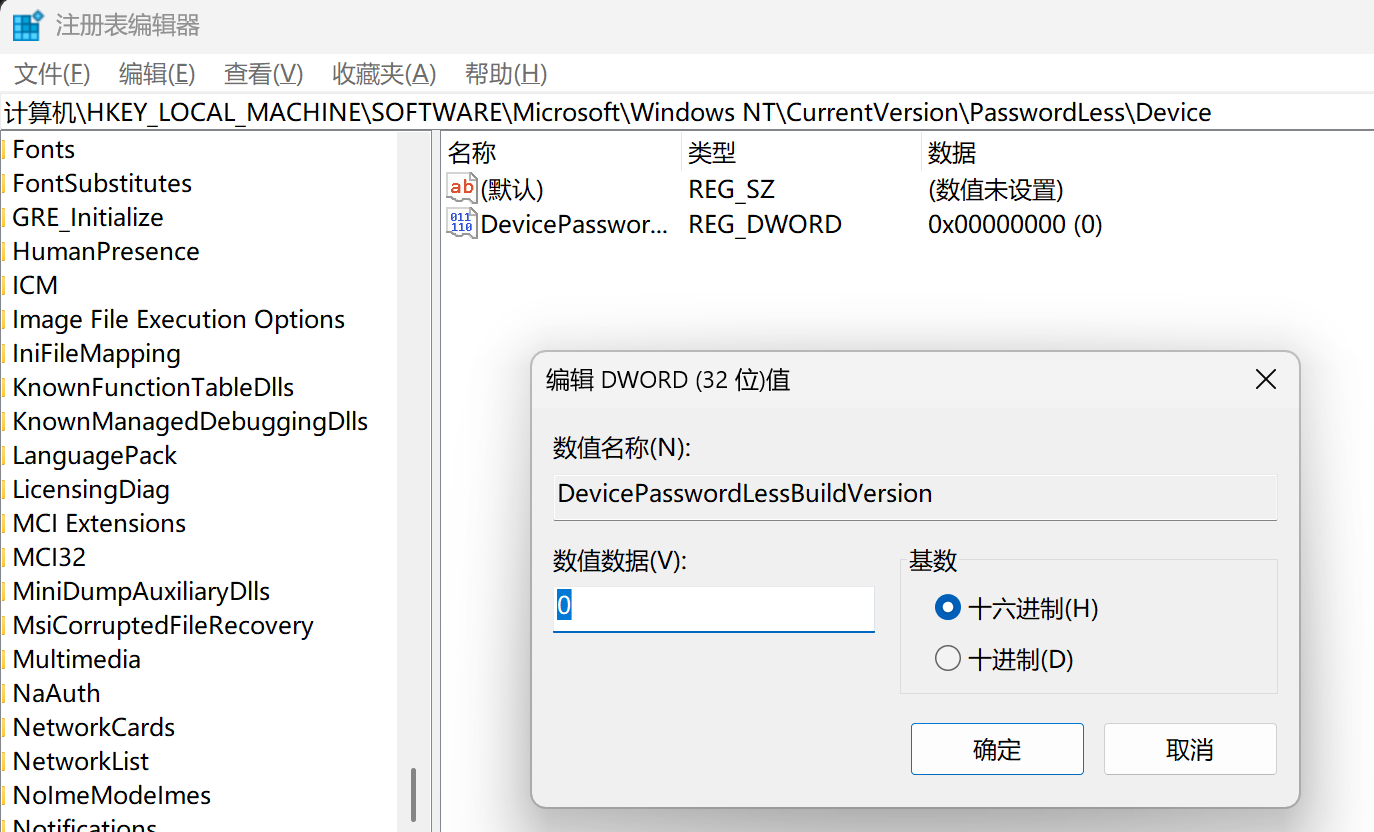 注册表编辑器
文件(F) 编辑(E) 查看(V) 收藏夹(A) 帮助(H)
计算机\HKEY_LOCAL_MACHINE\SOFTWARE\Microsoft\Windows NT\CurrentVersion\PasswordLess\Device
Fonts
FontSubstitutes
GRE_Initialize
HumanPresence
ICM
Image File Execution Options
IniFileMapping
KnownFunctionTableDlls
KnownManagedDebuggingDlls
LanguagePack
LicensingDiag
MCI Extensions
MCI32
MiniDumpAuxiliaryDlls
MsiCorruptedFileRecovery
Multimedia
NaAuth
NetworkCards
NetworkList
NoImeModeImes
Notifications
名称 类型 数据
ab (默认) REG_SZ (数值未设置)
011 110 DevicePasswor... REG_DWORD 0x00000000 (0)
编辑 DWORD (32 位)值
数值名称(N):
DevicePasswordLessBuildVersion
数值数据(V):
0
基数
十六进制(H)
十进制(D)
确定 取消